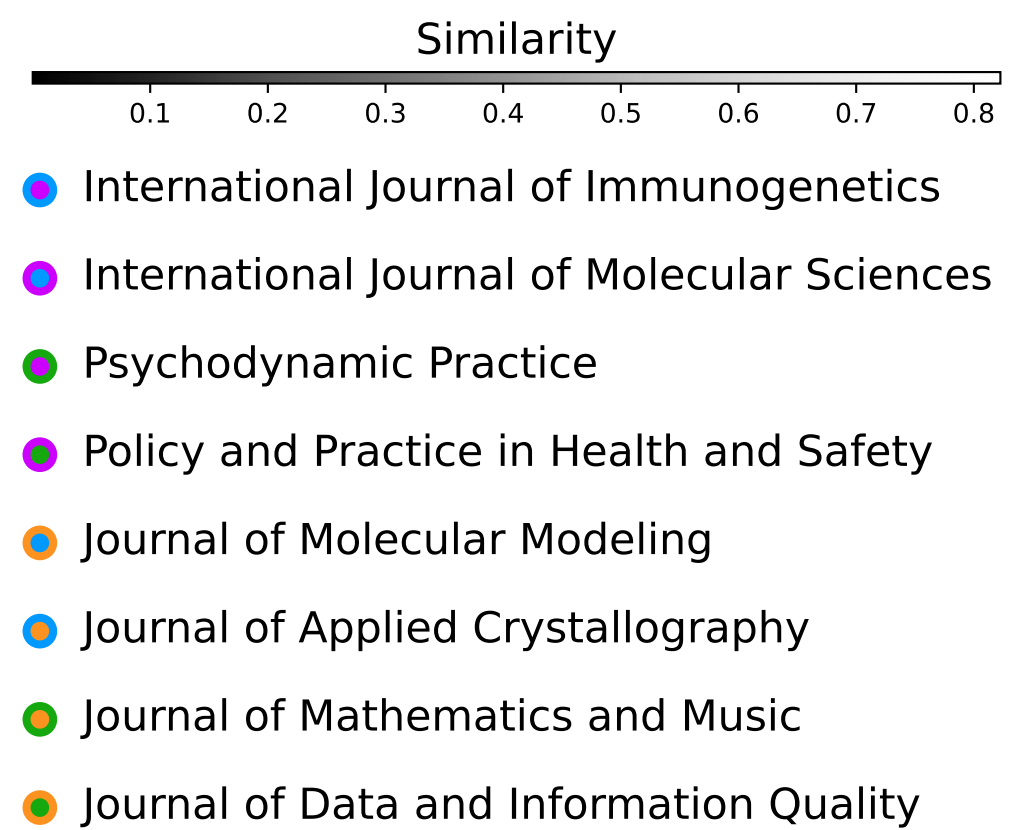 Similarity
0.1 0.2 0.3 0.4 0.5 0.6 0.7 0.8
International Journal of Immunogenetics
International Journal of Molecular Sciences
Psychodynamic Practice
Policy and Practice in Health and Safety
Journal of Molecular Modeling
Journal of Applied Crystallography
Journal of Mathematics and Music
Journal of Data and Information Quality